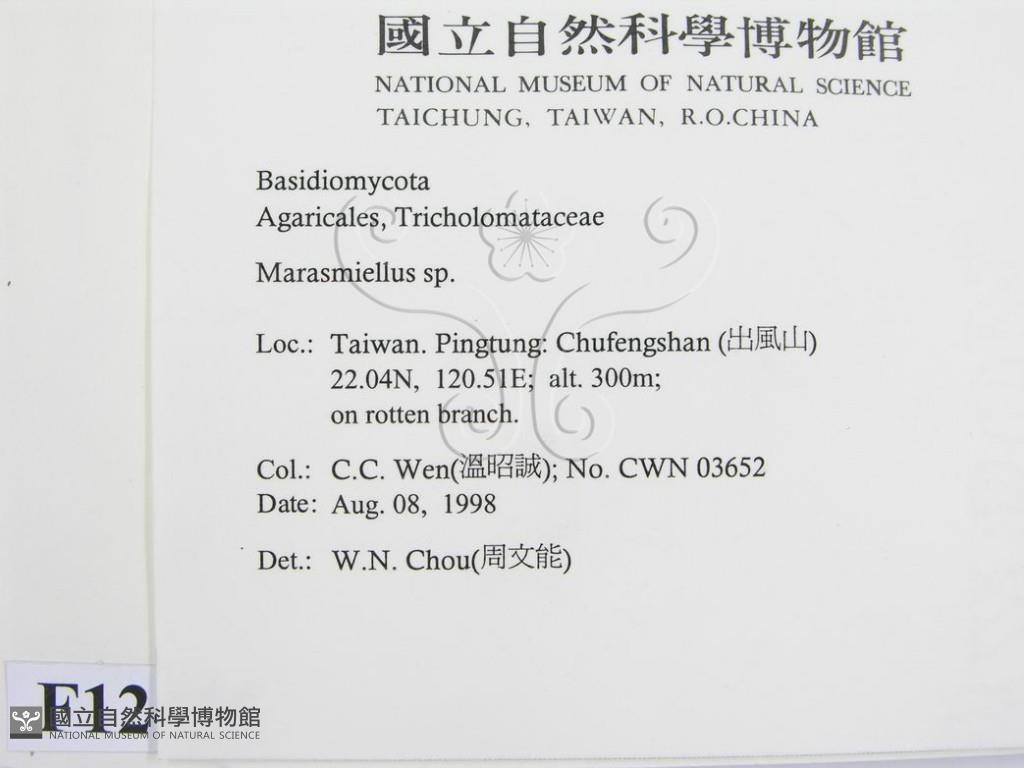 國立自然科學博物館
NATIONAL MUSEUM OF NATURAL SCIENCE
TAICHUNG, TAIWAN, R.O.CHINA
Basidiomycota
Agaricales, Tricholomataceae
Marasmiellus sp.
Loc.: Taiwan. Pingtung: Chufengshan (出風山)
22.04N, 120.51E; alt. 300m;
on rotten branch.
Col.: C.C. Wen(溫昭誠); No. CWN 03652
Date: Aug. 08, 1998
Det.: W.N. Chou(周文能)
F12
國立自然科學博物館
NATIONAL MUSEUM OF NATURAL SCIENCE